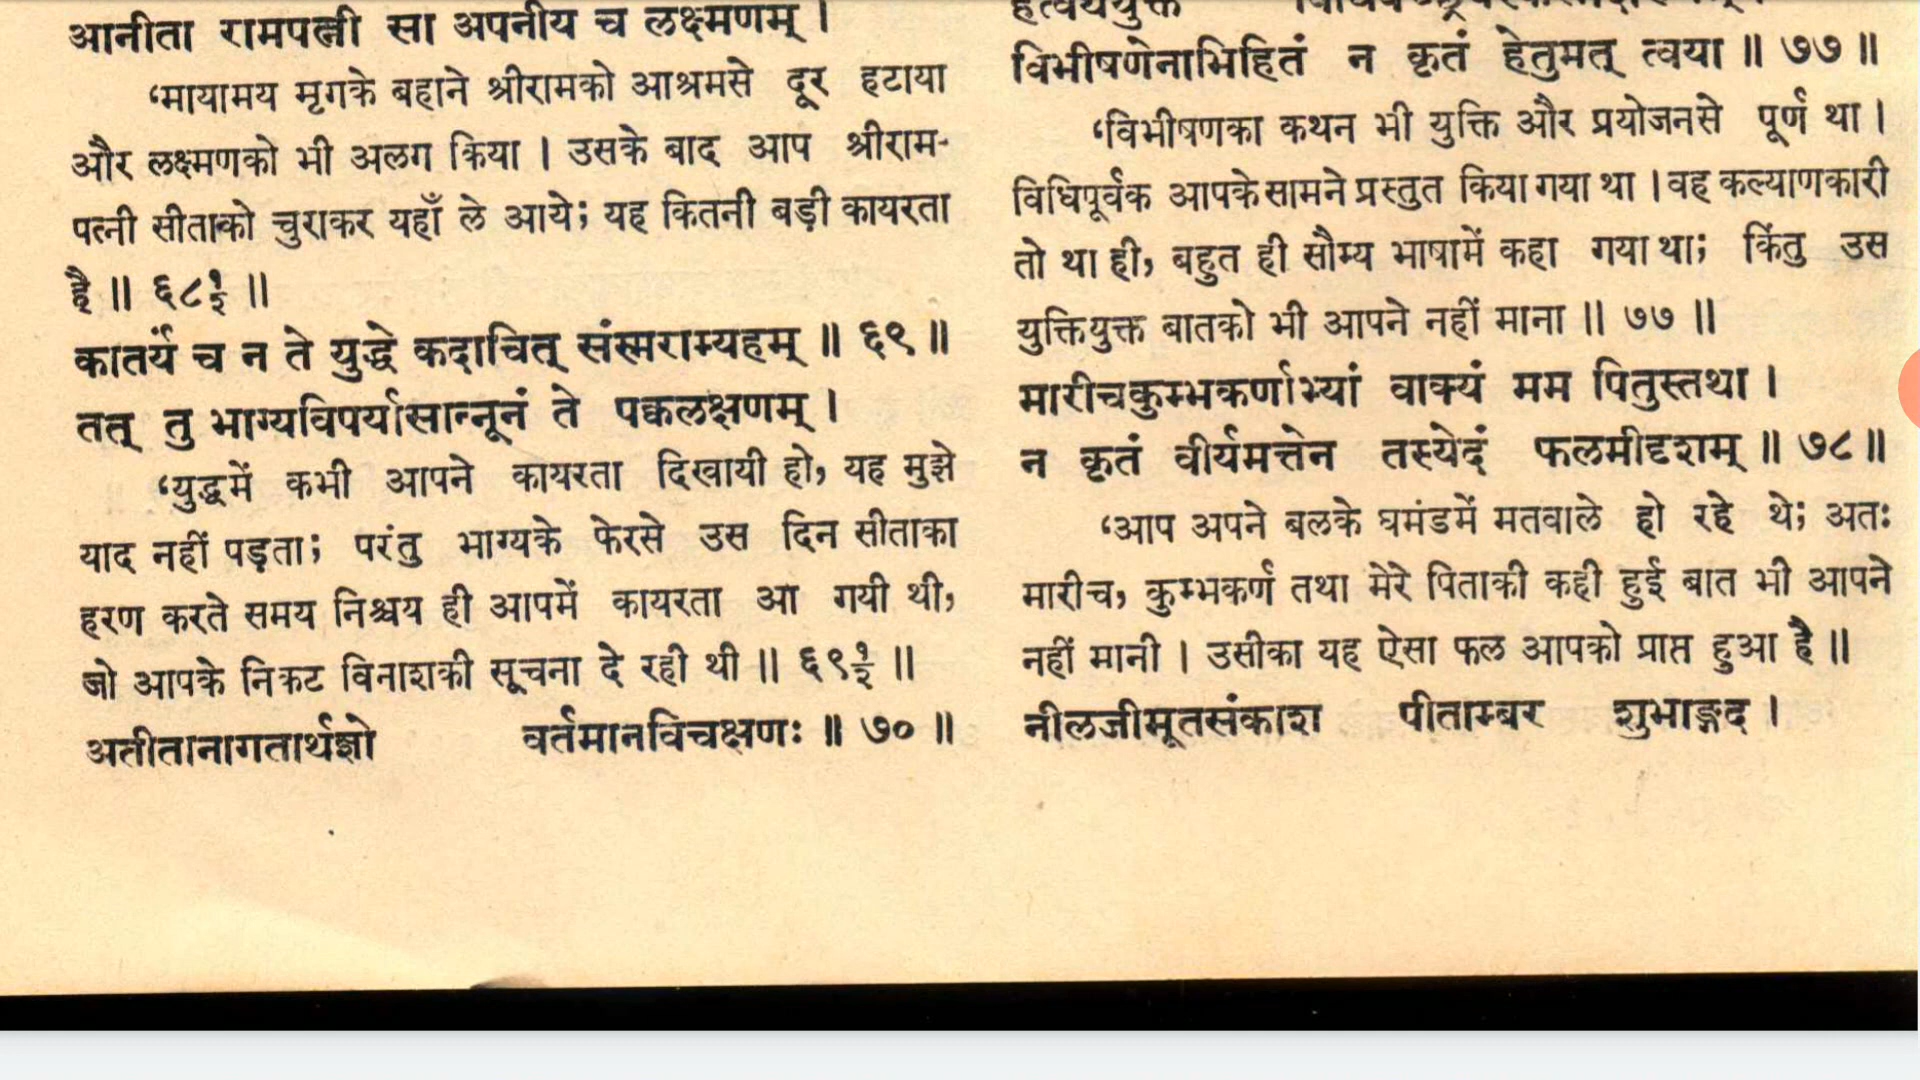 आनीता रामपत्नी सा अपनीय च लक्ष्मणम् ।
‘मायामय मृगके बहाने श्रीरामको आश्रमसे दूर हटाया
और लक्ष्मणको भी अलग किया । उसके बाद आप श्रीराम-
पत्नी सीताको चुराकर यहाँ ले आये; यह कितनी बड़ी कायरता
है ॥ ६८ १/२ ॥
कातर्यं च न ते युद्धे कदाचित् संस्मराम्यहम् ॥ ६९ ॥
तत् तु भाग्यविपर्यासान्नूनं ते पक्वलक्षणम् ।
‘युद्धमें कभी आपने कायरता दिखायी हो, यह मुझे
याद नहीं पड़ता; परंतु भाग्यके फेरसे उस दिन सीताका
हरण करते समय निश्चय ही आपमें कायरता आ गयी थी,
जो आपके निकट विनाशकी सूचना दे रही थी ॥ ६९ १/२ ॥
अतीतानागतार्थज्ञो वर्तमानविचक्षणः ॥ ७० ॥
विभीषणेनाभिहितं न कृतं हेतुमत् त्वया ॥ ७७ ॥
‘विभीषणका कथन भी युक्ति और प्रयोजनसे पूर्ण था ।
विधिपूर्वक आपके सामने प्रस्तुत किया गया था । वह कल्याणकारी
तो था ही, बहुत ही सौम्य भाषामें कहा गया था; किंतु उस
युक्तियुक्त बातको भी आपने नहीं माना ॥ ७७ ॥
मारीचकुम्भकर्णाभ्यां वाक्यं मम पितुस्तथा ।
न कृतं वीर्यमत्तेन तस्येदं फलमीदृशम् ॥ ७८ ॥
‘आप अपने बलके घमंडमें मतवाले हो रहे थे; अतः
मारीच, कुम्भकर्ण तथा मेरे पिताकी कही हुई बात भी आपने
नहीं मानी । उसीका यह ऐसा फल आपको प्राप्त हुआ है ॥
नीलजीमूतसंकाश पीताम्बर शुभाङ्गद ।